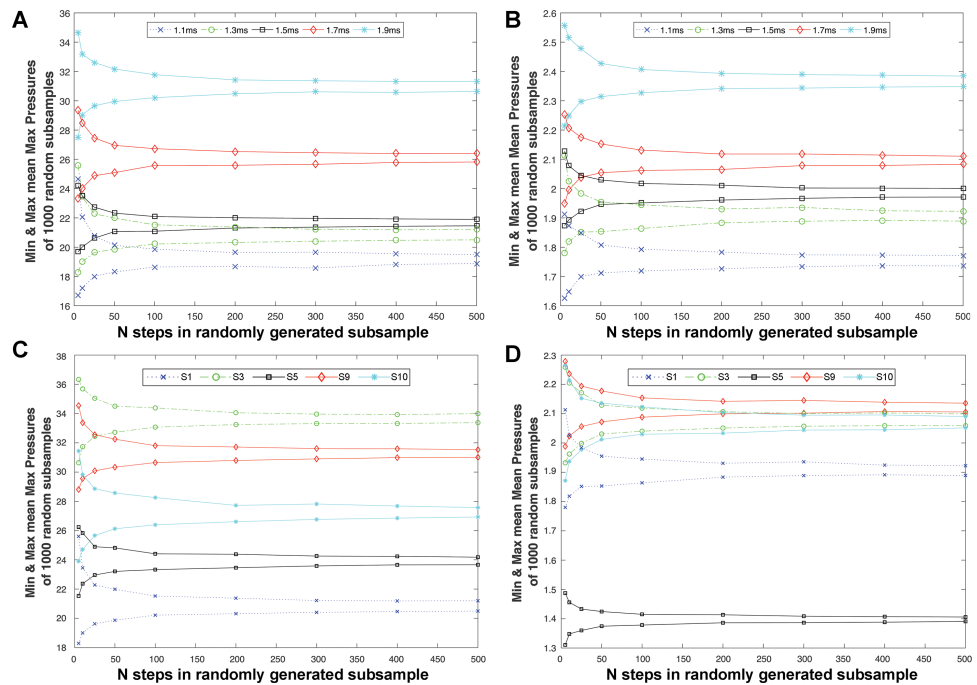 A
1.1ms 1.3ms 1.5ms 1.7ms 1.9ms
Min & Max mean Max Pressures
of 1000 random subsamples
36
34
32
30
28
26
24
22
20
18
16
0 50 100 150 200 250 300 350 400 450 500
N steps in randomly generated subsample
B
1.1ms 1.3ms 1.5ms 1.7ms 1.9ms
Min & Max mean Mean Pressures
of 1000 random subsamples
2.6
2.5
2.4
2.3
2.2
2.1
2
1.9
1.8
1.7
1.6
0 50 100 150 200 250 300 350 400 450 500
N steps in randomly generated subsample
C
S1 S3 S5 S9 S10
Min & Max mean Max Pressures
of 1000 random subsamples
38
36
34
32
30
28
26
24
22
20
18
0 50 100 150 200 250 300 350 400 450 500
N steps in randomly generated subsample
D
S1 S3 S5 S9 S10
Min & Max mean Mean Pressures
of 1000 random subsamples
2.3
2.2
2.1
2
1.9
1.8
1.7
1.6
1.5
1.4
1.3
0 50 100 150 200 250 300 350 400 450 500
N steps in randomly generated subsample